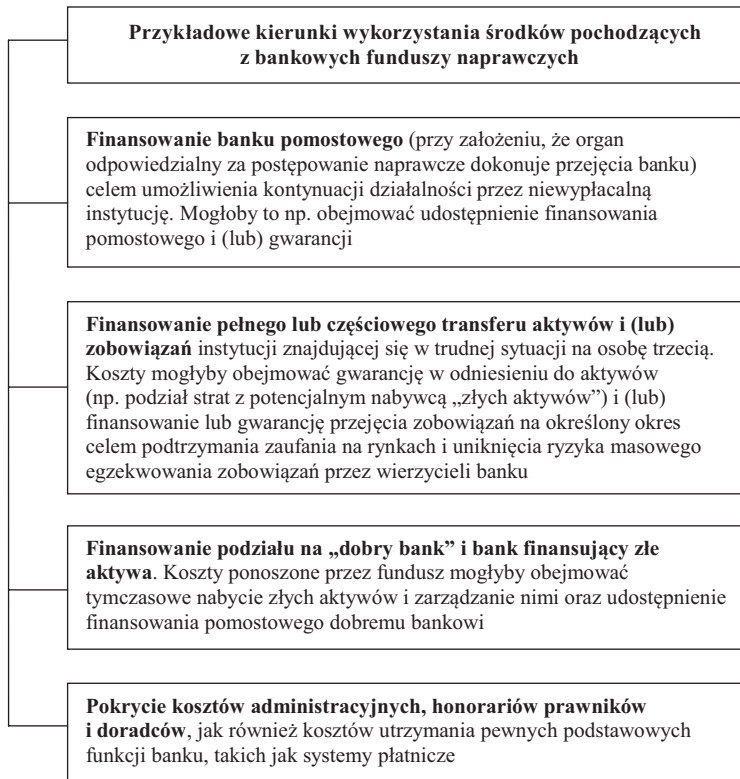 Przykładowe kierunki wykorzystania środków pochodzących
z bankowych funduszy naprawczych
Finansowanie banku pomostowego (przy założeniu, że organ
odpowiedzialny za postępowanie naprawcze dokonuje przejęcia banku)
celem umożliwienia kontynuacji działalności przez niewypłacalną
instytucję. Mogłoby to np. obejmować udostępnienie finansowania
pomostowego i (lub) gwarancji
Finansowanie pełnego lub częściowego transferu aktywów i (lub)
zobowiązań instytucji znajdującej się w trudnej sytuacji na osobę trzecią.
Koszty mogłyby obejmować gwarancję w odniesieniu do aktywów
(np. podział strat z potencjalnym nabywcą „złych aktywów”) i (lub)
finansowanie lub gwarancję przejęcia zobowiązań na określony okres
celem podtrzymania zaufania na rynkach i uniknięcia ryzyka masowego
egzekwowania zobowiązań przez wierzycieli banku
Finansowanie podziału na „dobry bank” i bank finansujący złe
aktywa. Koszty ponoszone przez fundusz mogłyby obejmować
tymczasowe nabycie złych aktywów i zarządzanie nimi oraz udostępnienie
finansowania pomostowego dobremu bankowi
Pokrycie kosztów administracyjnych, honorariów prawników
i doradców, jak również kosztów utrzymania pewnych podstawowych
funkcji banku, takich jak systemy płatnicze